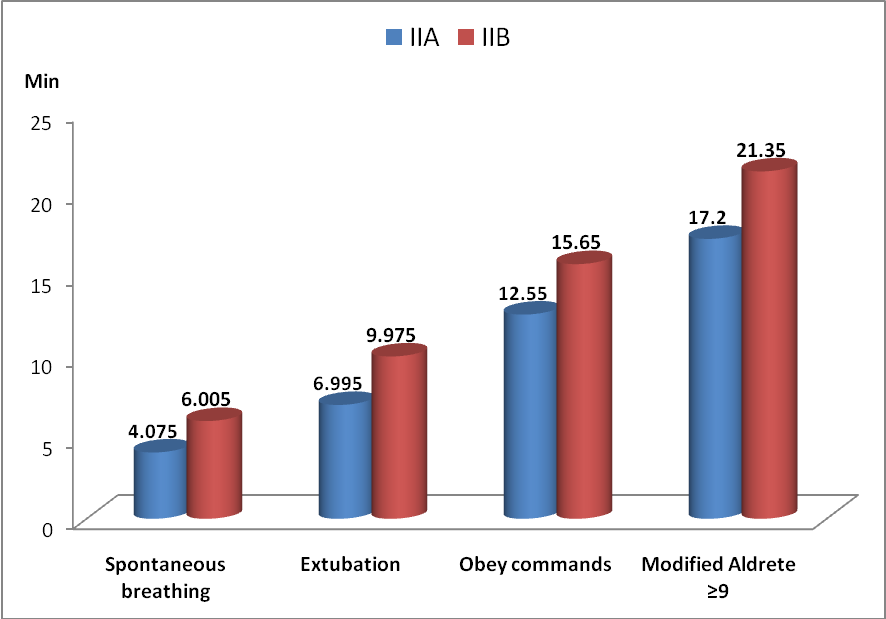 IIA IIB
Min
25
20
15
10
5
0
4.075
6.005
6.995
9.975
12.55
15.65
17.2
21.35
Spontaneous
breathing
Extubation
Obey commands
Modified Aldrete
≥9